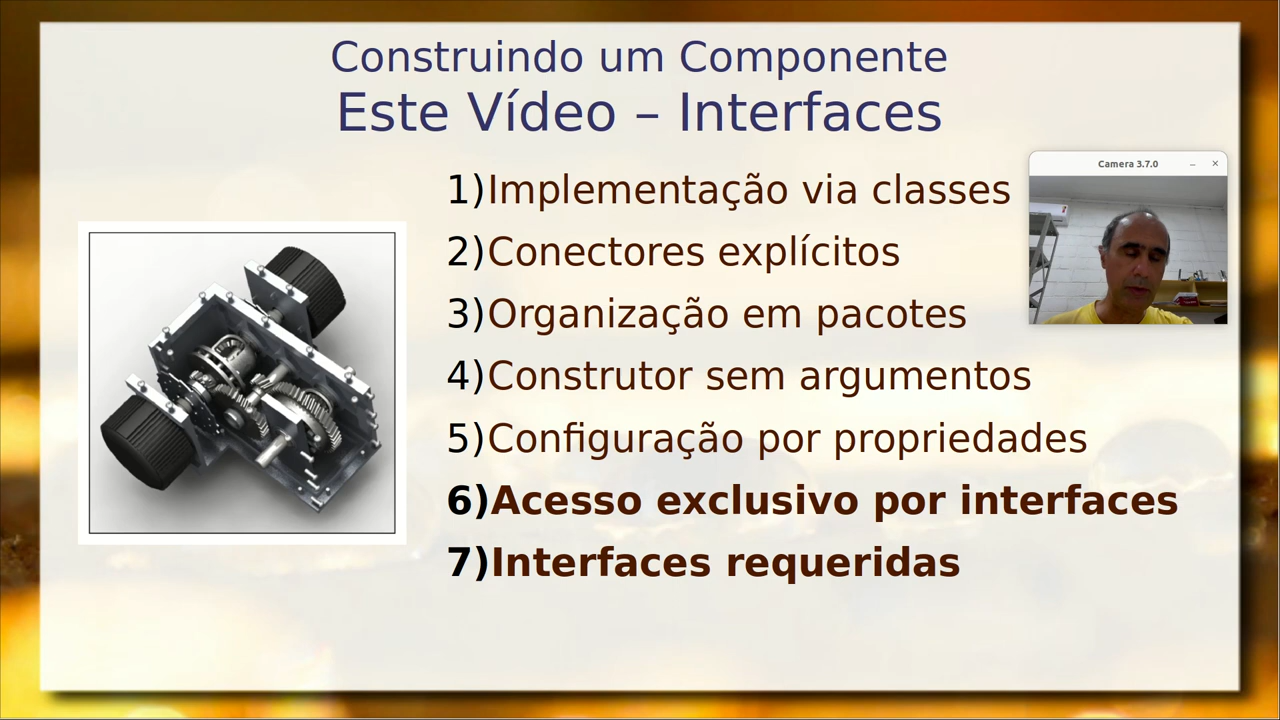 Construindo um Componente
Este Vídeo – Interfaces
1)Implementação via classes
Camera 3.7.0
2)Conectores explícitos
3)Organização em pacotes
4)Construtor sem argumentos
5)Configuração por propriedades
6)Acesso exclusivo por interfaces
7)Interfaces requeridas